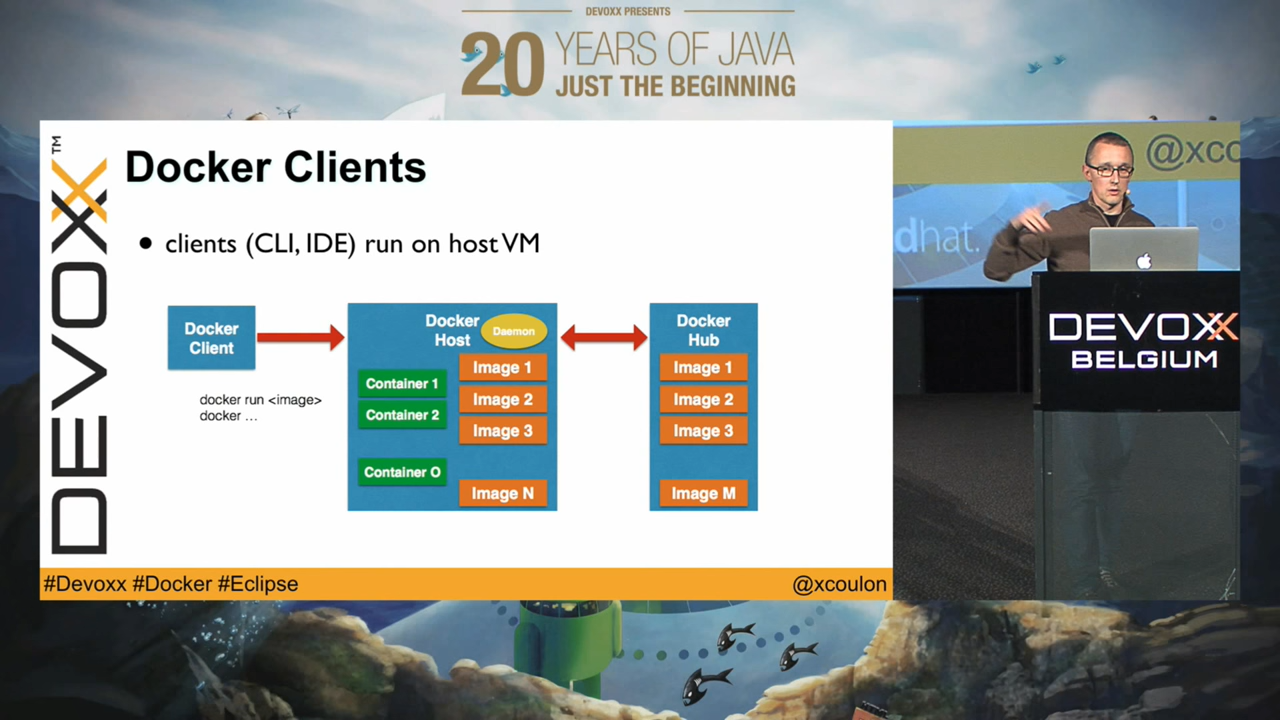 DEVOXX PRESENTS
20 YEARS OF JAVA
JUST THE BEGINNING
DEVOXX™
Docker Clients
• clients (CLI, IDE) run on host VM
Docker
Client
docker run <image>
docker ...
Docker
Host
Daemon
Container 1
Container 2
Container O
Image 1
Image 2
Image 3
Image N
Docker
Hub
Image 1
Image 2
Image 3
Image M
#Devoxx #Docker #Eclipse
@xcoulon
@xco
dhat.
DEVOXX
BELGIUM